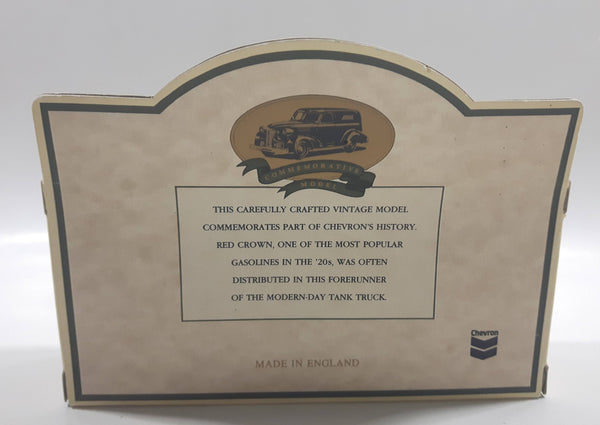 COMMEMORATIVE
MODEL
THIS CAREFULLY CRAFTED VINTAGE MODEL
COMMEMORATES PART OF CHEVRON'S HISTORY.
RED CROWN, ONE OF THE MOST POPULAR
GASOLINES IN THE '20s, WAS OFTEN
DISTRIBUTED IN THIS FORERUNNER
OF THE MODERN-DAY TANK TRUCK.
Chevron
MADE IN ENGLAND